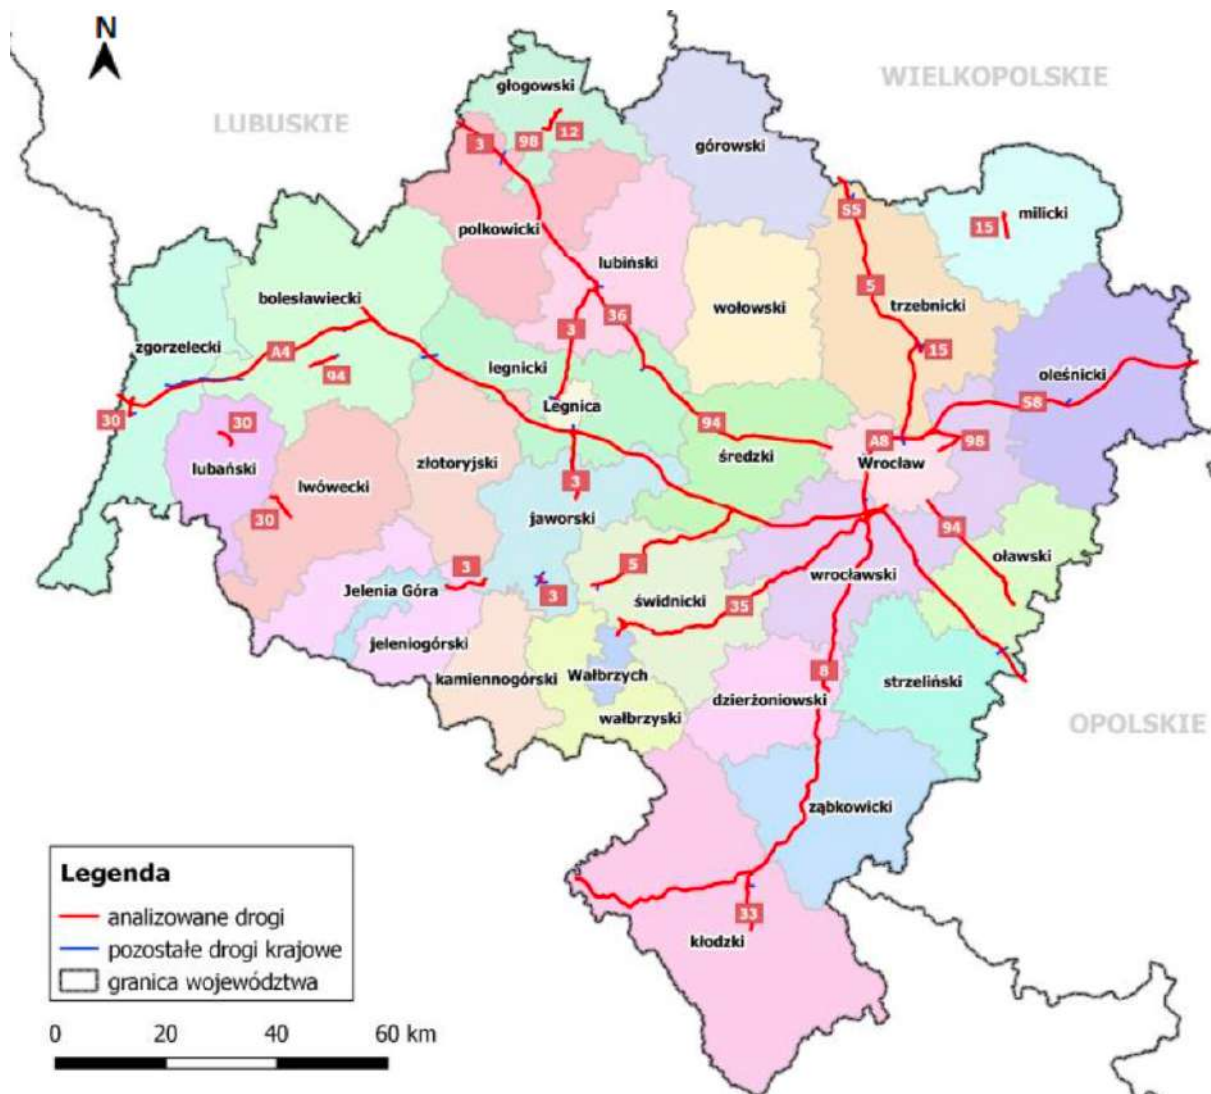 N
WIELKOPOLSKIE
LUBUSKIE
głogowski
3
98
12
górowski
S5
15
milicki
polkowicki
lubiński
bolesławiecki
5
trzebnicki
wołowski
36
3
zgorzelecki
A4
94
legnicki
15
oleśnicki
Legnica
S8
30
30
94
A8
98
lubański
złotoryjski
średzki
Wrocław
lwówecki
3
30
jaworski
94
oławski
3
5
Jelenia Góra
3
świdnicki
35
wrocławski
jeleniogórski
kamiennogórski
Wałbrzych
8
strzeliński
dzierżoniowski
wałbrzyski
OPOLSKIE
ząbkowicki
33
kłodzki
Legenda
analizowane drogi
pozostałe drogi krajowe
granica województwa
0 20 40 60 km